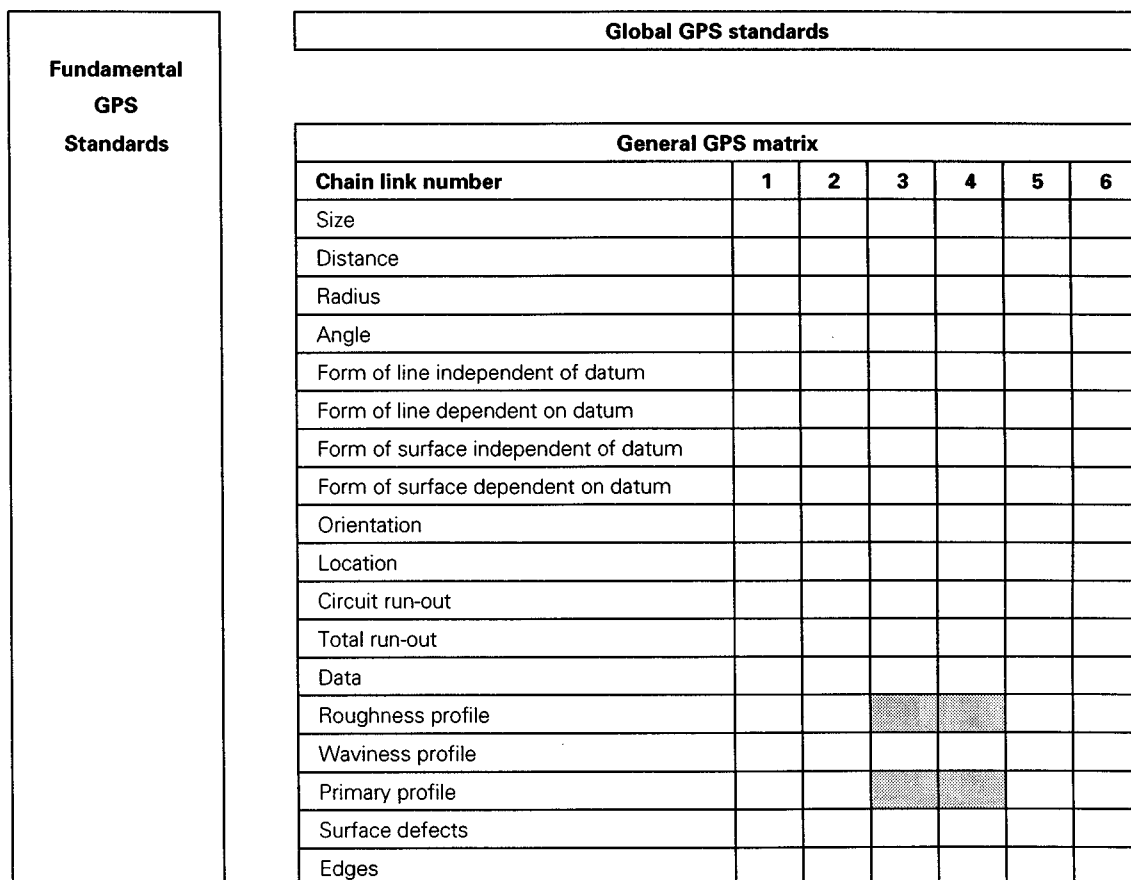 Fundamental
GPS
Standards
Global GPS standards
General GPS matrix
Chain link number 1 2 3 4 5 6
Size
Distance
Radius
Angle
Form of line independent of datum
Form of line dependent on datum
Form of surface independent of datum
Form of surface dependent on datum
Orientation
Location
Circuit run-out
Total run-out
Data
Roughness profile
Waviness profile
Primary profile
Surface defects
Edges